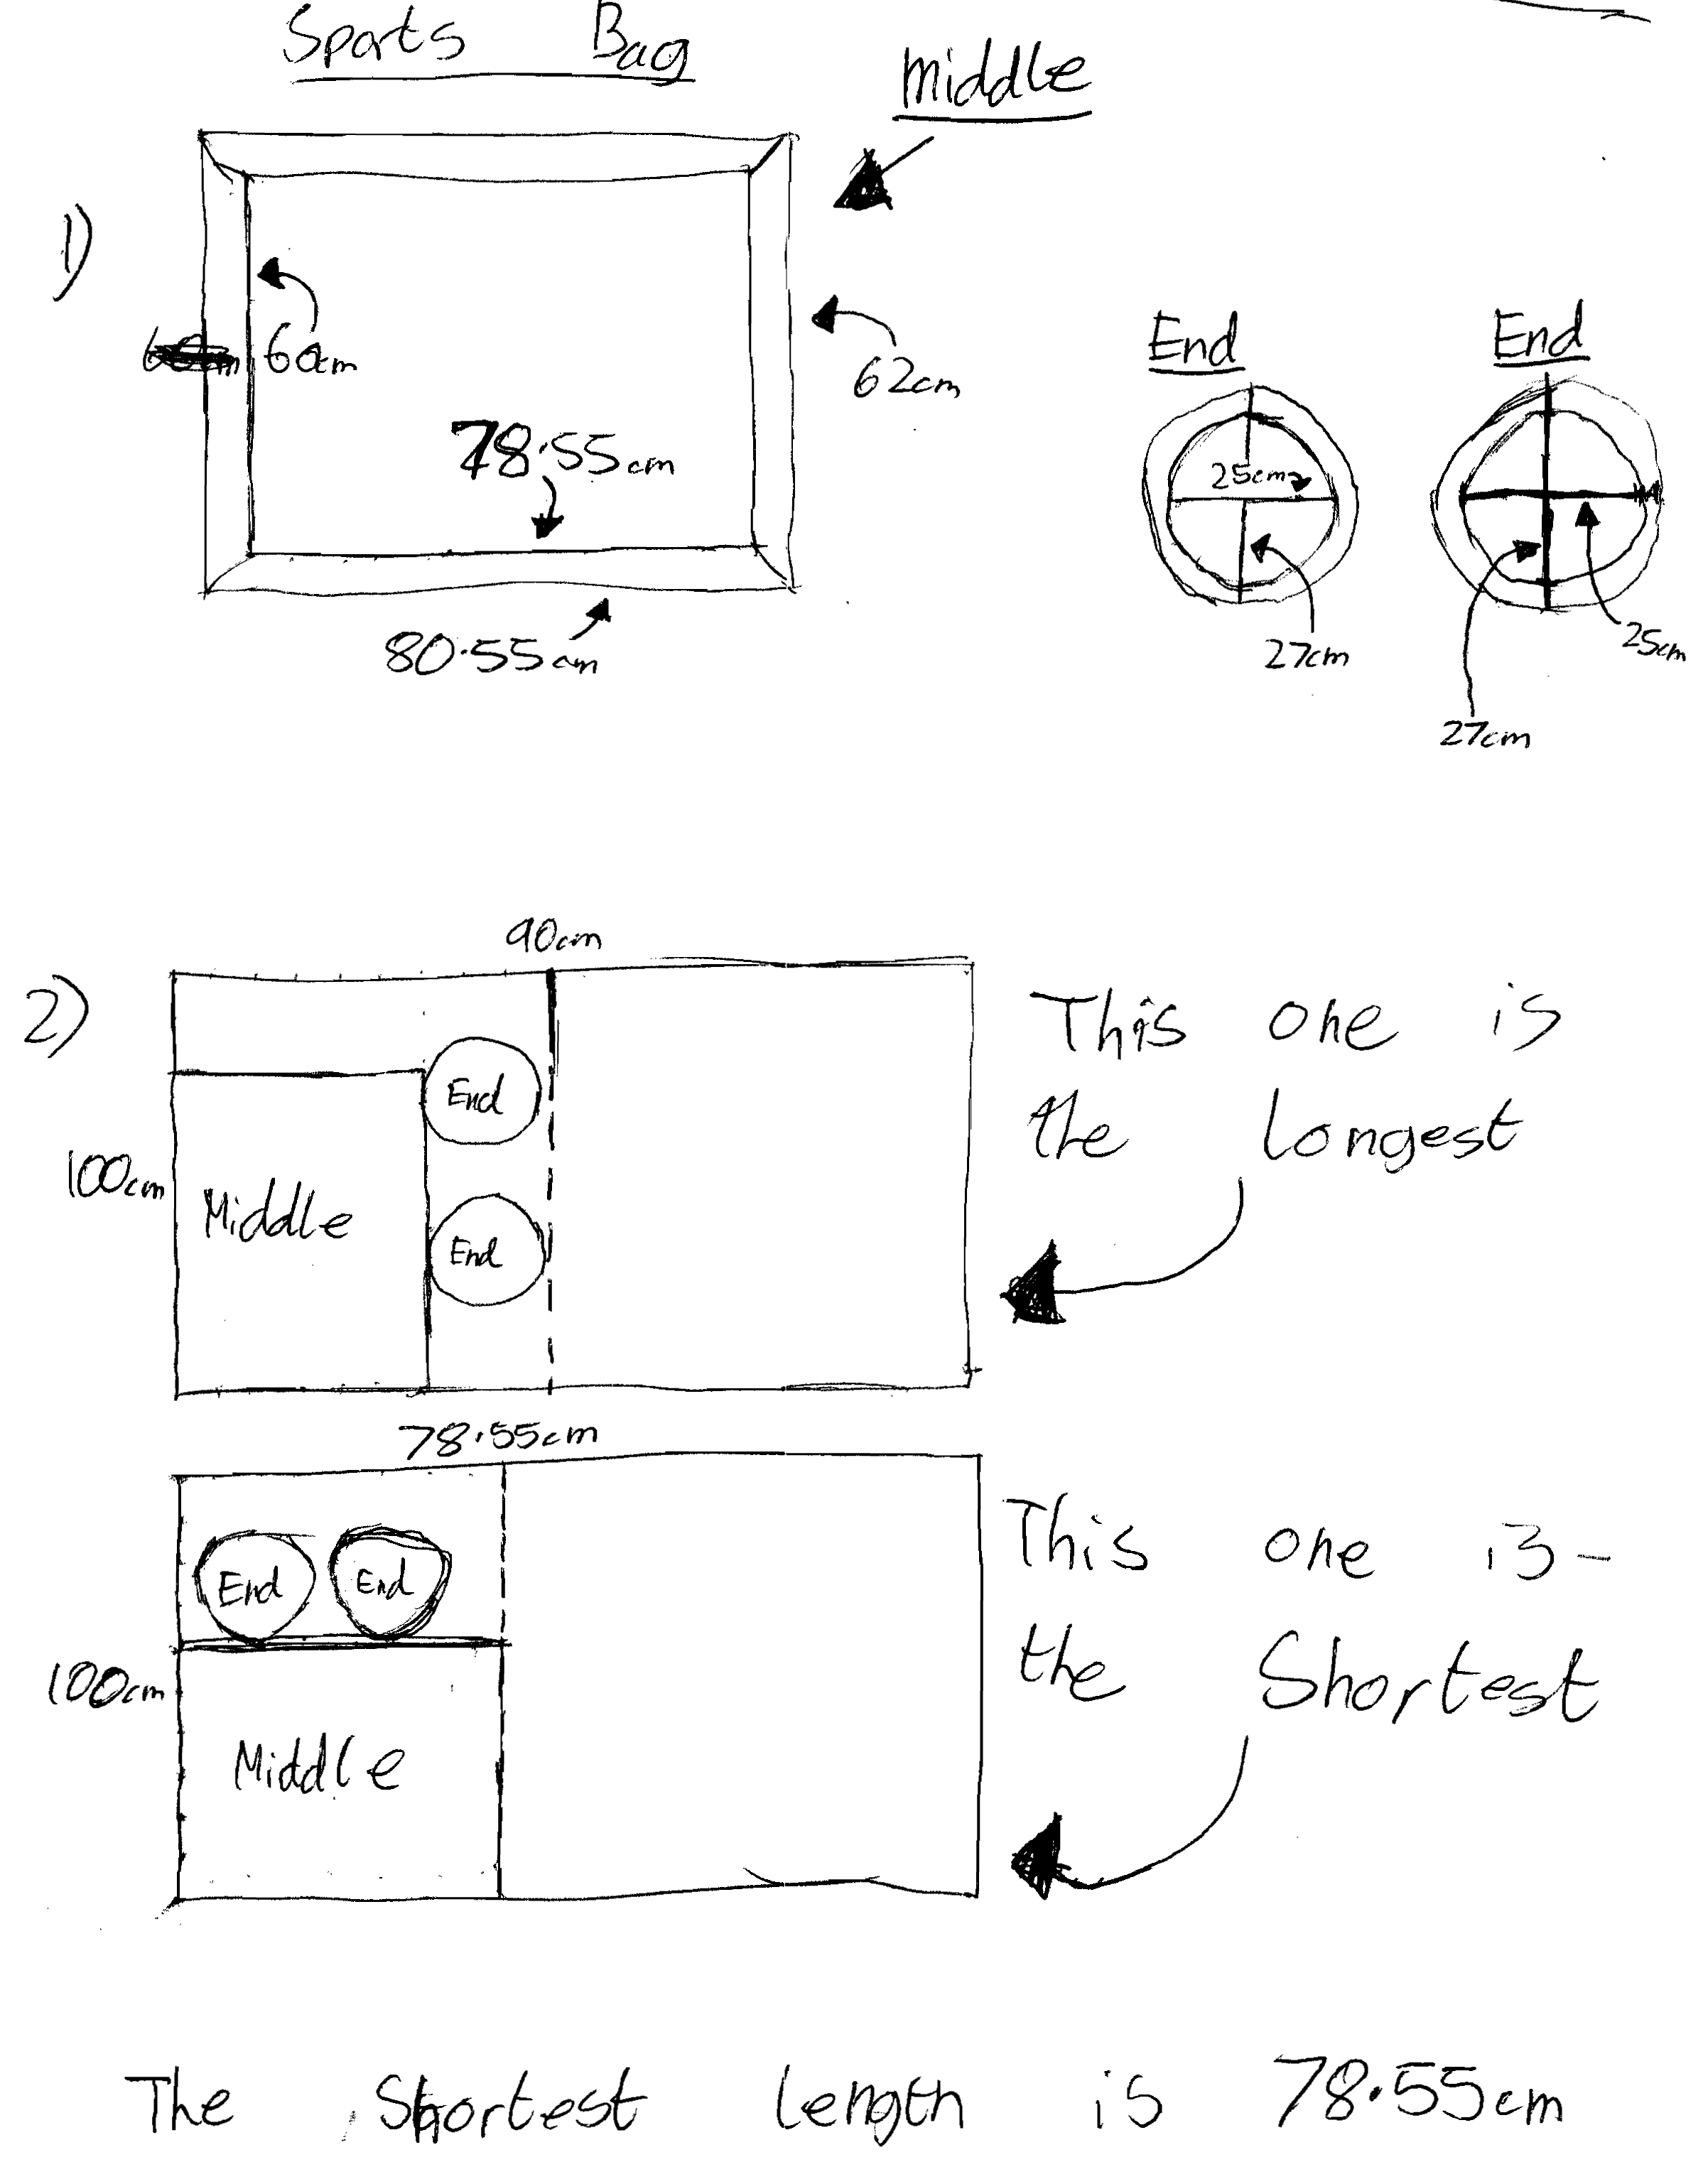 Sports Bag
Middle
1)
60cm
62cm
78.55cm
80.55cm
End
End
25cm
27cm
25cm
27cm
90cm
2)
This one is
the longest
100cm
Middle
End
End
78.55cm
This one is-
the Shortest
End
End
100cm
Middle
The Shortest length is 78.55cm